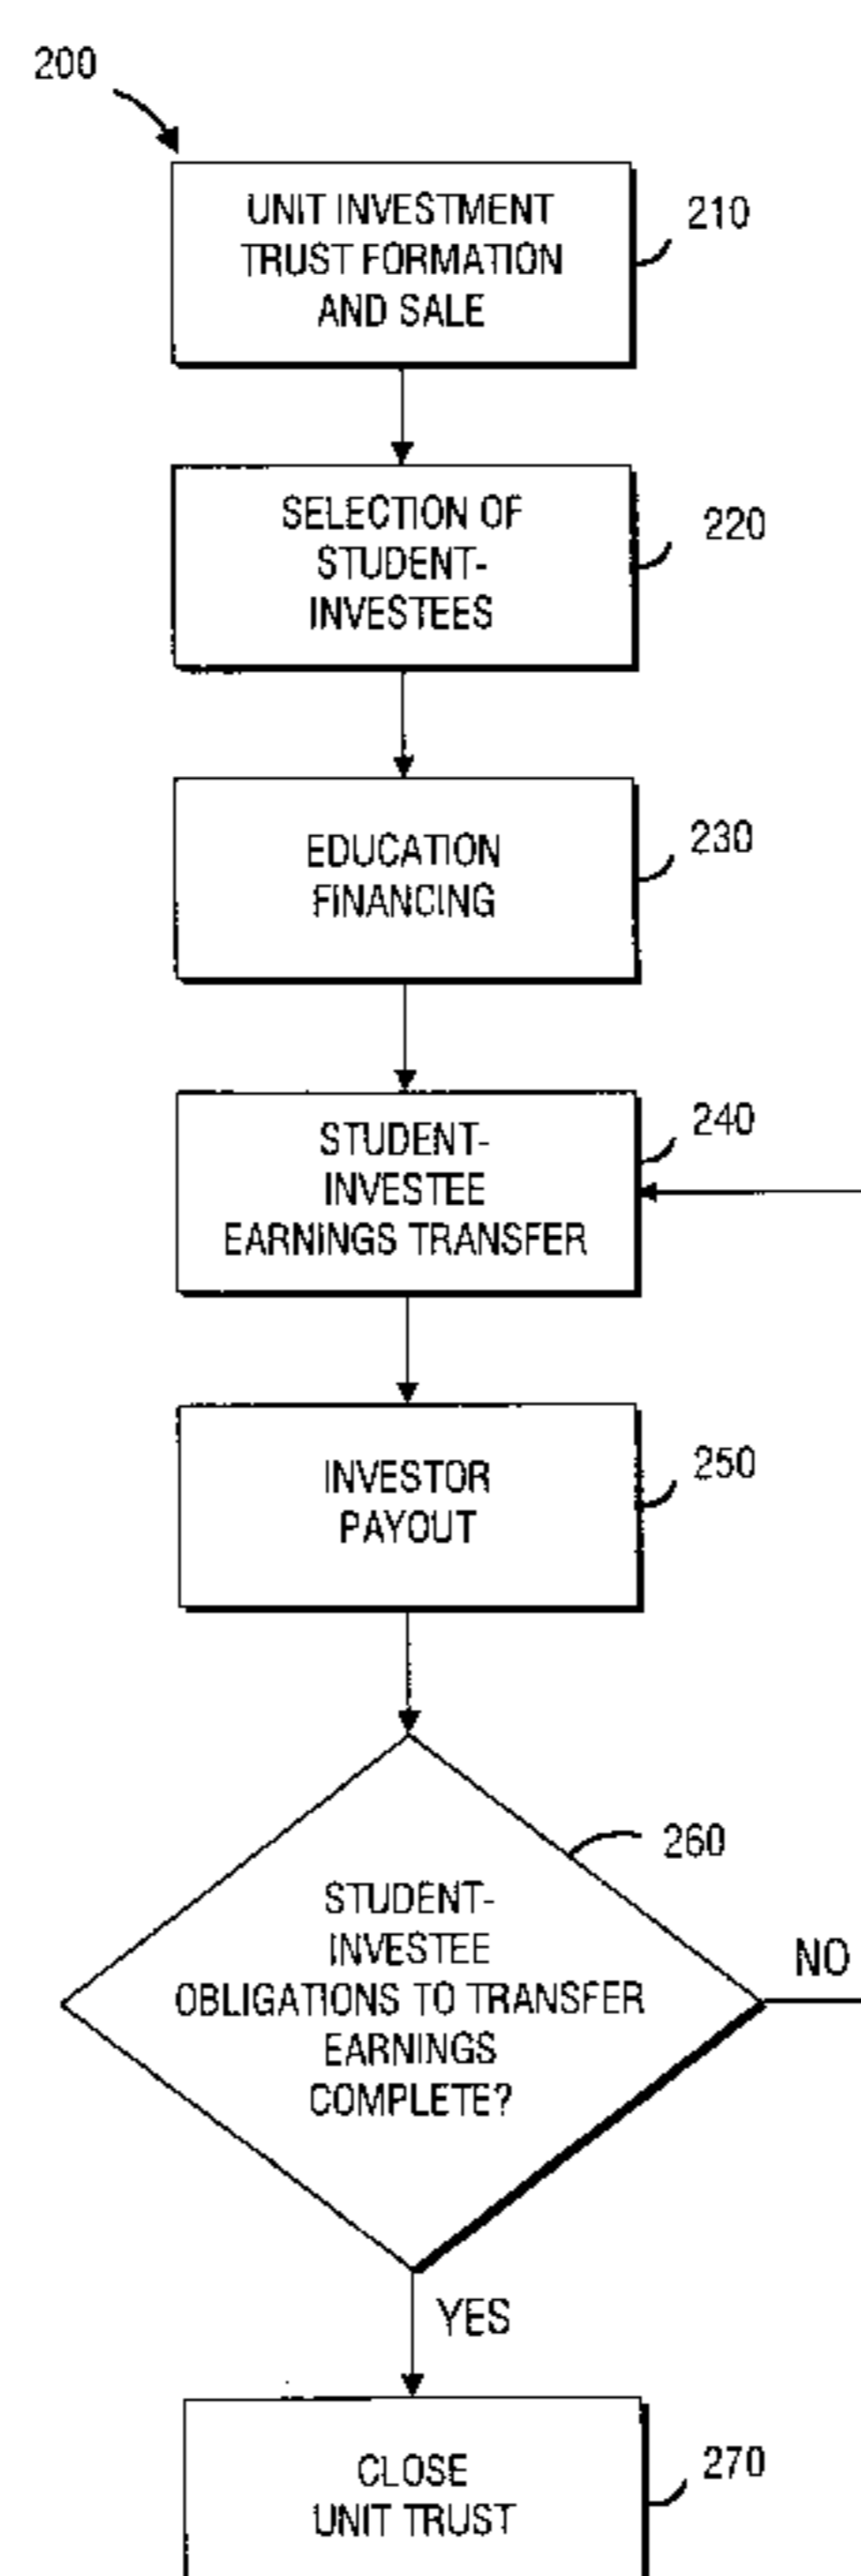 200
UNIT INVESTMENT
TRUST FORMATION
AND SALE
210
SELECTION OF
STUDENT-
INVESTEES
220
EDUCATION
FINANCING
230
STUDENT-
INVESTEE
EARNINGS TRANSFER
240
INVESTOR
PAYOUT
250
STUDENT-
INVESTEE
OBLIGATIONS TO TRANSFER
EARNINGS
COMPLETE?
260
NO
YES
CLOSE
UNIT TRUST
270